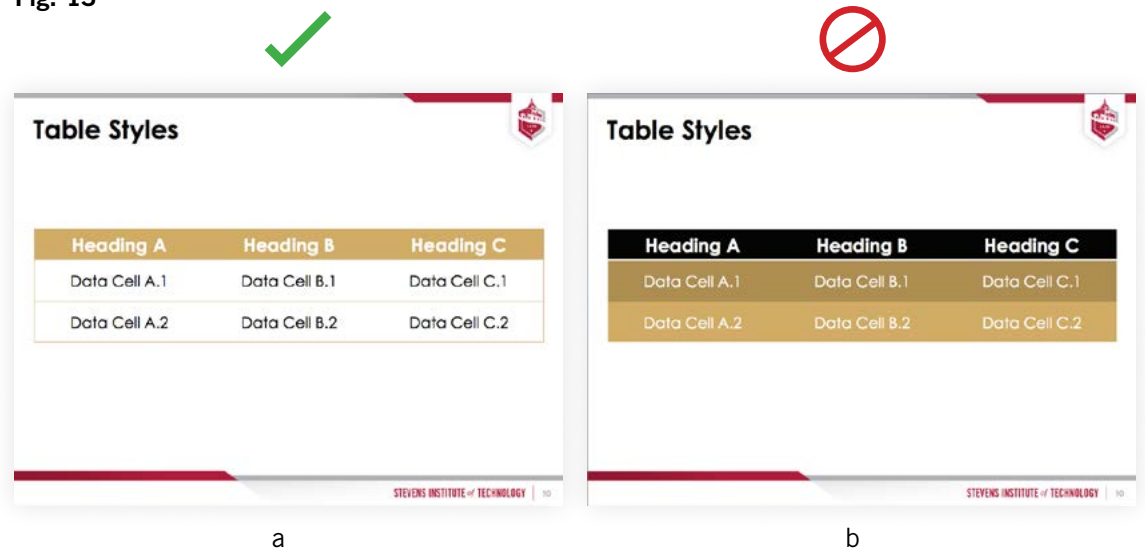 Fig. 15
Table Styles
Heading A Heading B Heading C
Data Cell A.1 Data Cell B.1 Data Cell C.1
Data Cell A.2 Data Cell B.2 Data Cell C.2
STEVENS INSTITUTE of TECHNOLOGY 10
a
Table Styles
Heading A Heading B Heading C
Data Cell A.1 Data Cell B.1 Data Cell C.1
Data Cell A.2 Data Cell B.2 Data Cell C.2
STEVENS INSTITUTE of TECHNOLOGY 10
b